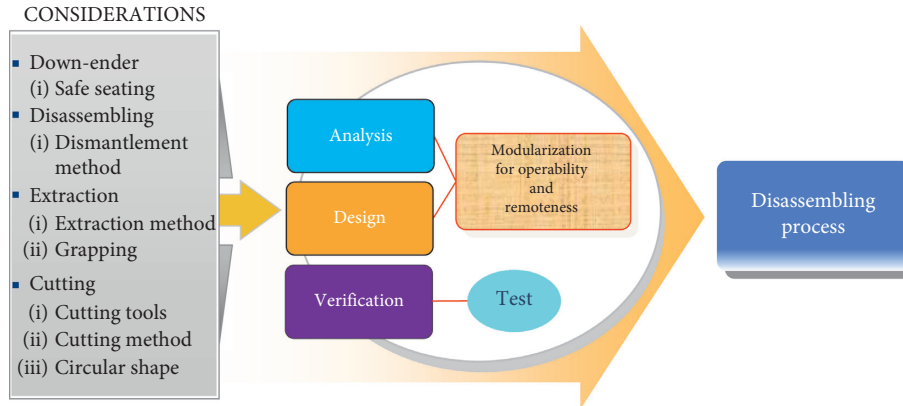 CONSIDERATIONS
▪ Down-ender
(i) Safe seating
▪ Disassembling
(i) Dismantlement
method
▪ Extraction
(i) Extraction method
(ii) Grapping
▪ Cutting
(i) Cutting tools
(ii) Cutting method
(iii) Circular shape
Analysis
Design
Verification
Modularization
for operability
and
remoteness
Test
Disassembling
process